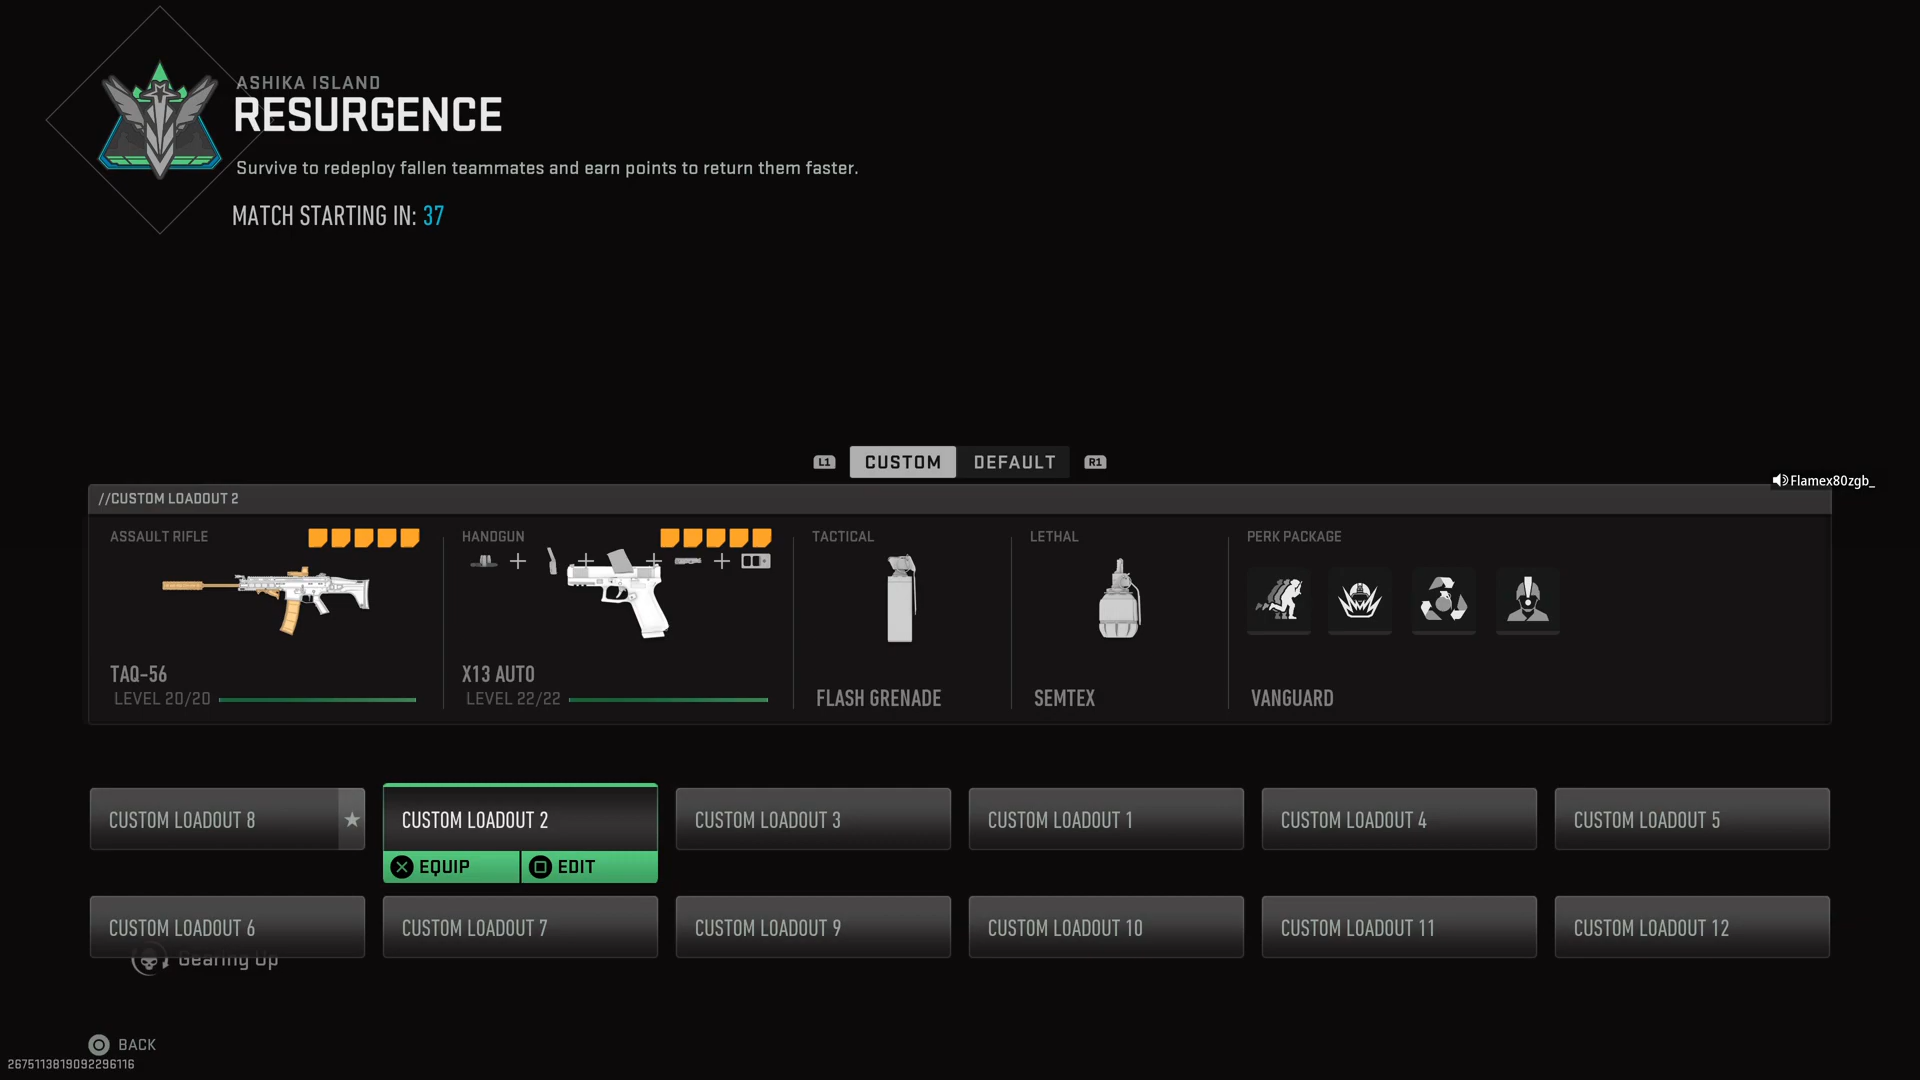 ASHIKA ISLAND
RESURGENCE
Survive to redeploy fallen teammates and earn points to return them faster.
MATCH STARTING IN: 37
L1 CUSTOM DEFAULT R1
Flamex80zgb_
//CUSTOM LOADOUT 2
ASSAULT RIFLE
TAQ-56
LEVEL 20/20
HANDGUN
X13 AUTO
LEVEL 22/22
TACTICAL
FLASH GRENADE
LETHAL
SEMTEX
PERK PACKAGE
VANGUARD
CUSTOM LOADOUT 8
CUSTOM LOADOUT 2
EQUIP EDIT
CUSTOM LOADOUT 3
CUSTOM LOADOUT 1
CUSTOM LOADOUT 4
CUSTOM LOADOUT 5
CUSTOM LOADOUT 6
CUSTOM LOADOUT 7
CUSTOM LOADOUT 9
CUSTOM LOADOUT 10
CUSTOM LOADOUT 11
CUSTOM LOADOUT 12
Gearing Up
BACK
2675113819092296116